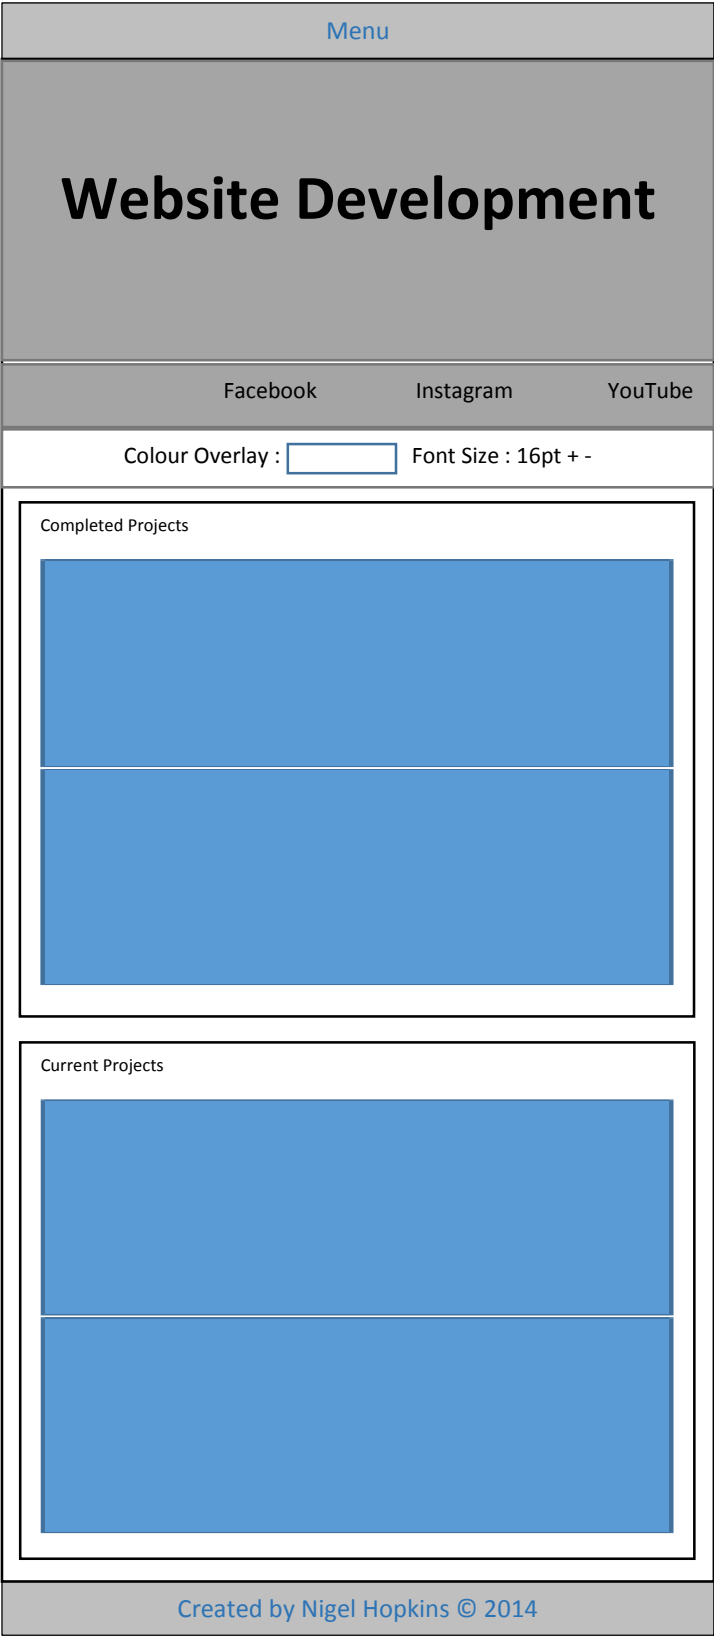 Menu
Website Development
Facebook Instagram YouTube
Colour Overlay : Font Size : 16pt + -
Completed Projects
Current Projects
Created by Nigel Hopkins © 2014